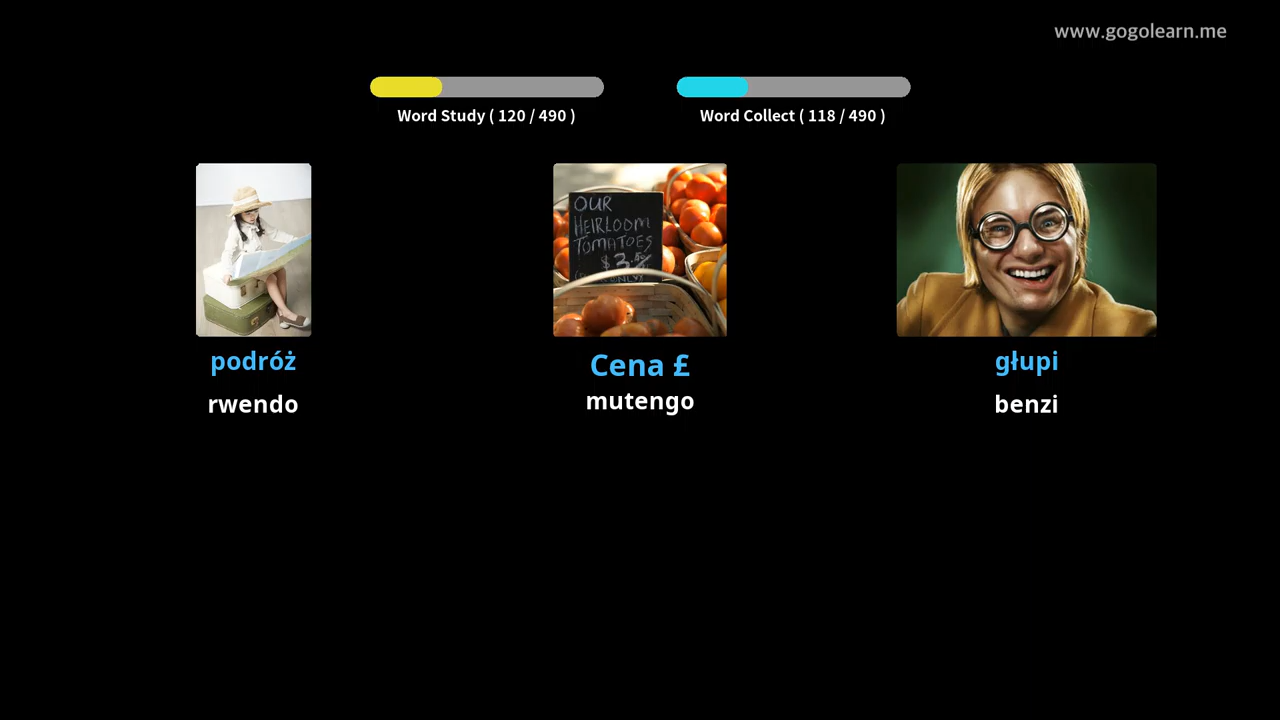 www.gogolearn.me
Word Study ( 120 / 490 )
Word Collect ( 118 / 490 )
OUR
HEIRLOOM
TOMATOES
podróż
Cena £
głupi
rwendo
mutengo
benzi